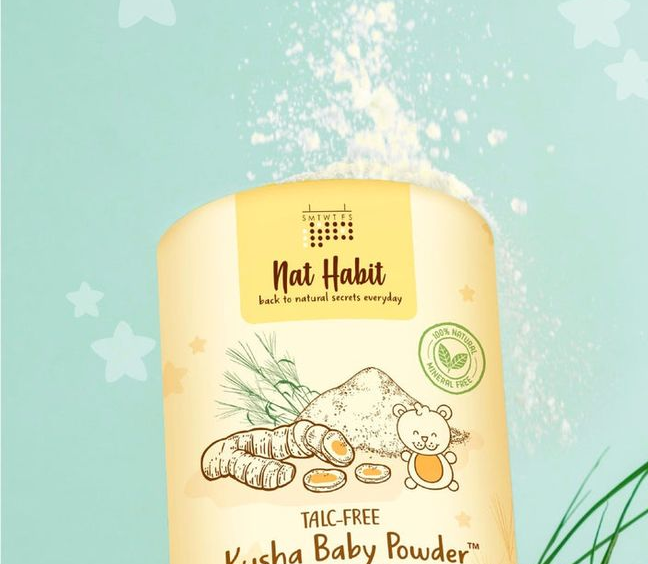 SMTWTFS
Nat Habit
back to natural secrets everyday
100% NATURAL
MINERAL FREE
TALC-FREE
Kusha Baby Powder™